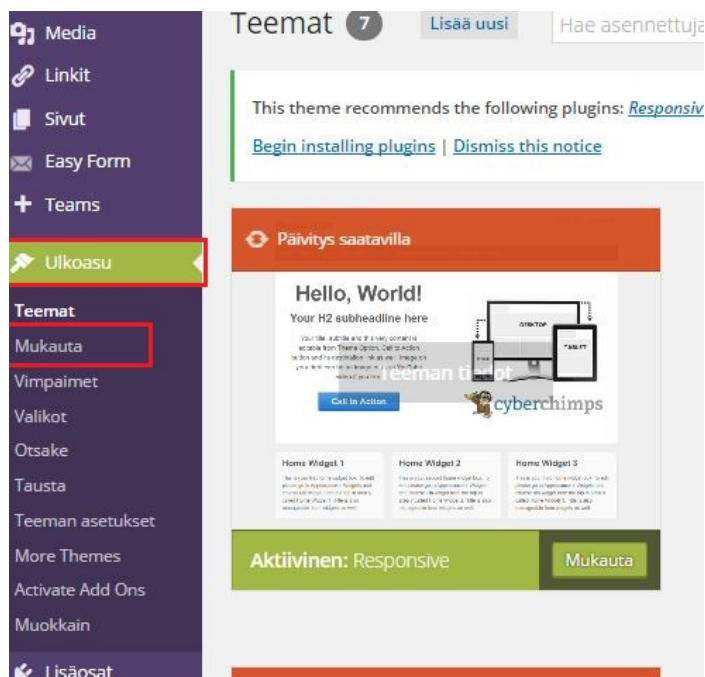 Media
Linkit
Sivut
Easy Form
Teams
Ulkoasu
Teemat
Mukauta
Vimpaimet
Valikot
Otsake
Tausta
Teeman asetukset
More Themes
Activate Add Ons
Muokkain
Lisäosat
Teemat 7 Lisää uusi Hae asennettuja
This theme recommends the following plugins: Responsiv
Begin installing plugins | Dismiss this notice
Päivitys saatavilla
Hello, World!
Your H2 subheadline here
Call to Action
DESKTOP
TABLET
Teeman tiedot
cyberchimps
Home Widget 1 Home Widget 2 Home Widget 3
Aktiivinen: Responsive Mukauta